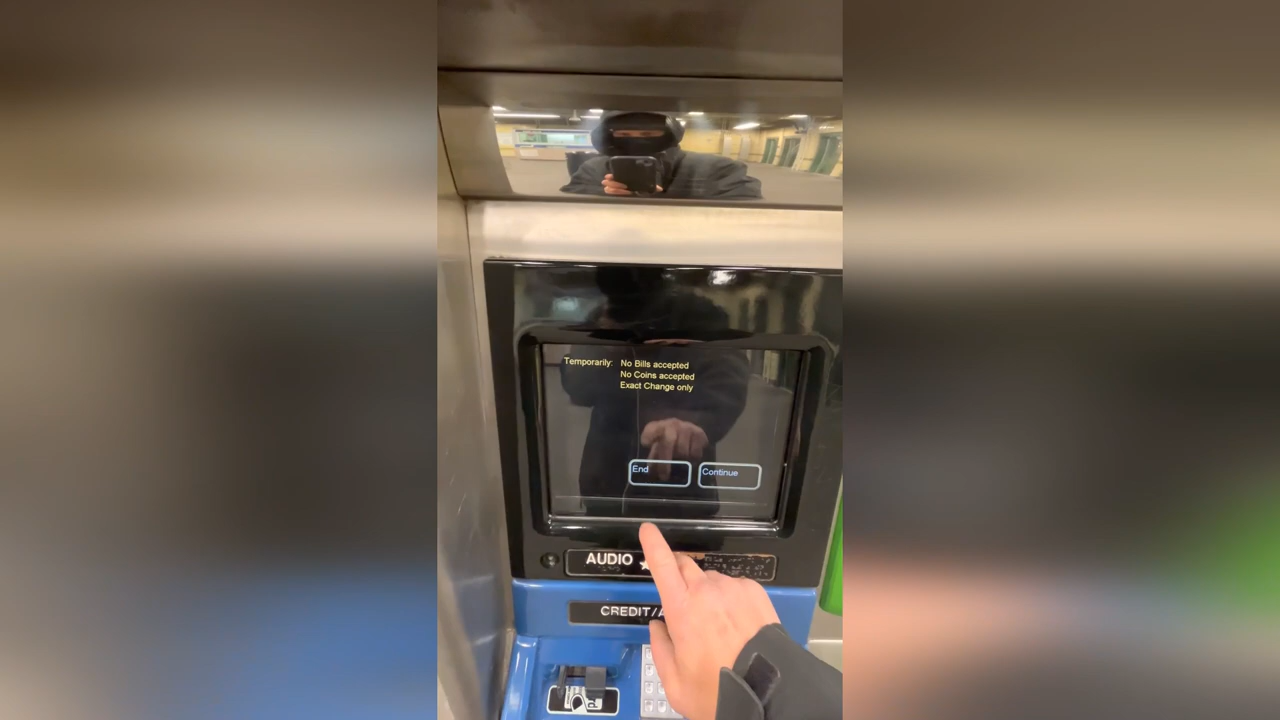 Temporarily: No Bills accepted
No Coins accepted
Exact Change only
End
Continue
AUDIO
CREDIT/A